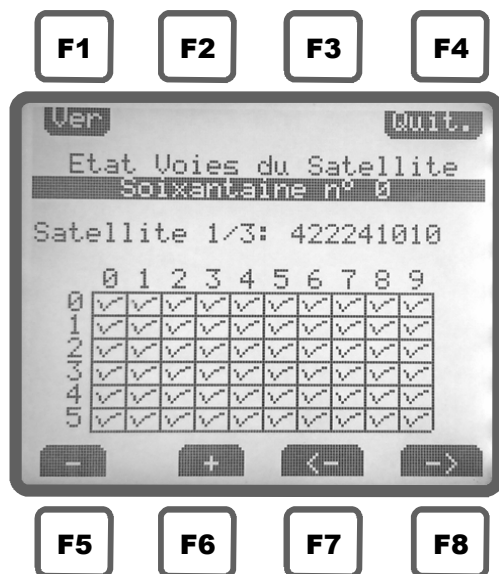 F1 F2 F3 F4
Ver Quit.
Etat Voies du Satellite
Soixantaine n° 0
Satellite 1/3: 422241010
0 1 2 3 4 5 6 7 8 9
0
1
2
3
4
5
- + <- ->
F5 F6 F7 F8